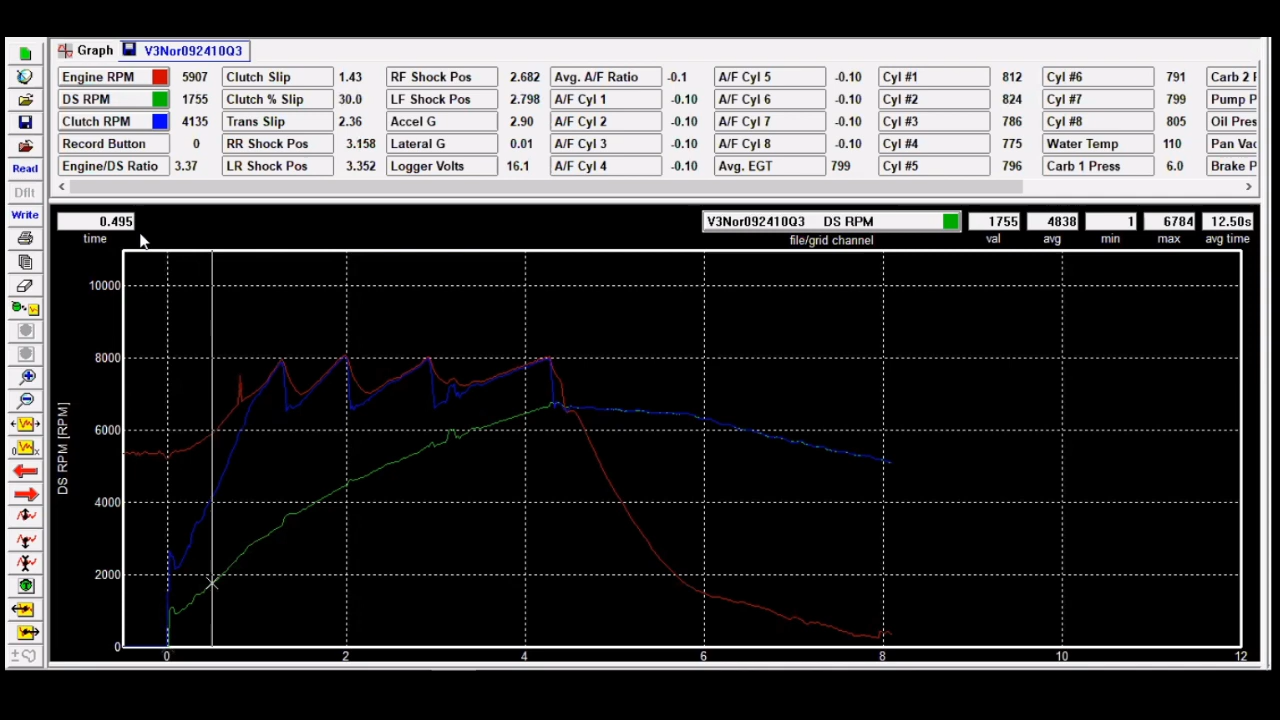 Graph V3Nor092410Q3
Engine RPM 5907 Clutch Slip 1.43 RF Shock Pos 2.682 Avg. A/F Ratio -0.1 A/F Cyl 5 -0.10 Cyl #1 812 Cyl #6 791 Carb 2 F
DS RPM 1755 Clutch % Slip 30.0 LF Shock Pos 2.798 A/F Cyl 1 -0.10 A/F Cyl 6 -0.10 Cyl #2 824 Cyl #7 799 Pump P
Clutch RPM 4135 Trans Slip 2.36 Accel G 2.90 A/F Cyl 2 -0.10 A/F Cyl 7 -0.10 Cyl #3 786 Cyl #8 805 Oil Pres
Record Button 0 RR Shock Pos 3.158 Lateral G 0.01 A/F Cyl 3 -0.10 A/F Cyl 8 -0.10 Cyl #4 775 Water Temp 110 Pan Vac
Read Engine/DS Ratio 3.37 LR Shock Pos 3.352 Logger Volts 16.1 A/F Cyl 4 -0.10 Avg. EGT 799 Cyl #5 796 Carb 1 Press 6.0 Brake P
Dflt
Write 0.495 V3Nor092410Q3 DS RPM 1755 4838 1 6784 12.50s
time file/grid channel val avg min max avg time
10000
8000
6000
DS RPM [RPM]
4000
2000
0
0 2 4 6 8 10 12